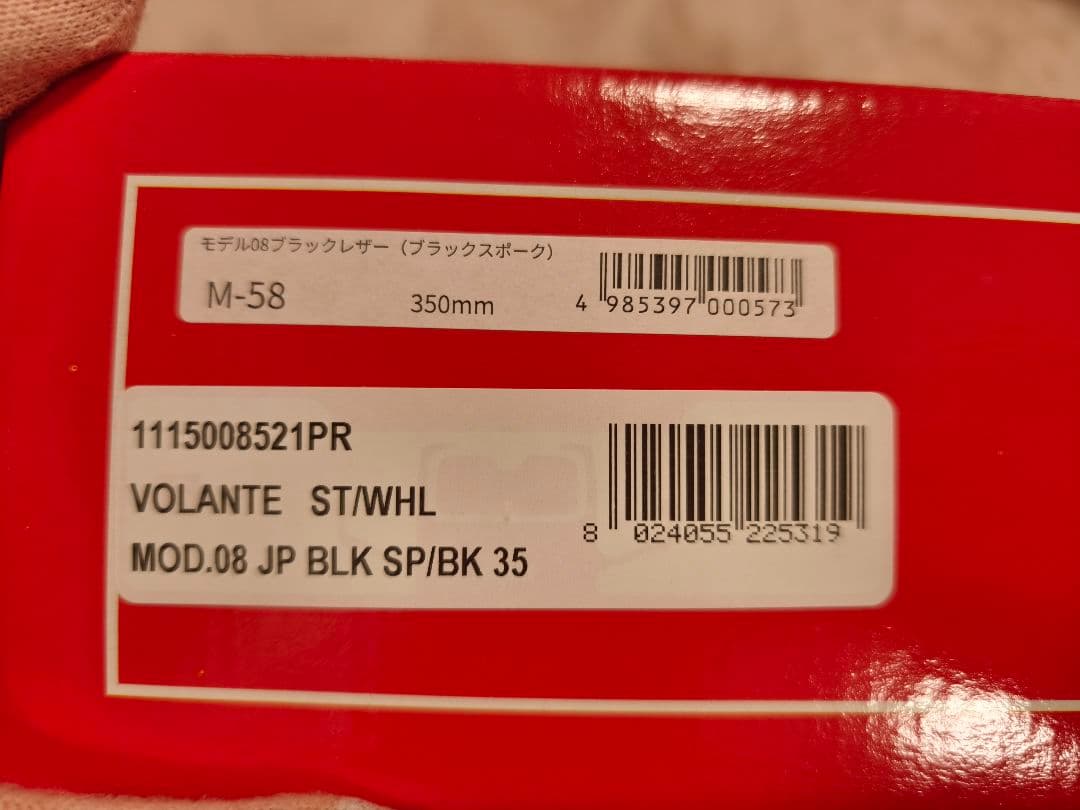 モデル08ブラックレザー（ブラックスポーク）
M-58 350mm 4 985397 000573
1115008521PR
VOLANTE ST/WHL
MOD.08 JP BLK SP/BK 35
8 024055 225319